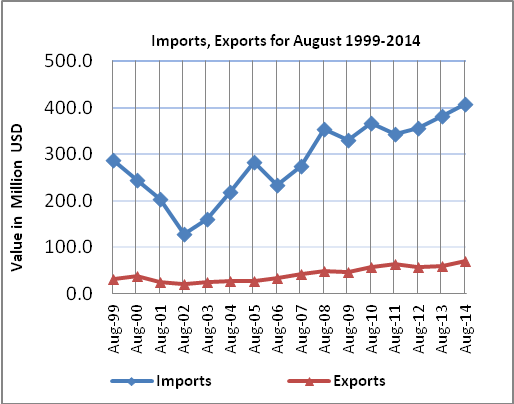 Imports, Exports for August 1999-2014
Value in Million USD
500.0
400.0
300.0
200.0
100.0
0.0
Aug-99
Aug-00
Aug-01
Aug-02
Aug-03
Aug-04
Aug-05
Aug-06
Aug-07
Aug-08
Aug-09
Aug-10
Aug-11
Aug-12
Aug-13
Aug-14
Imports
Exports